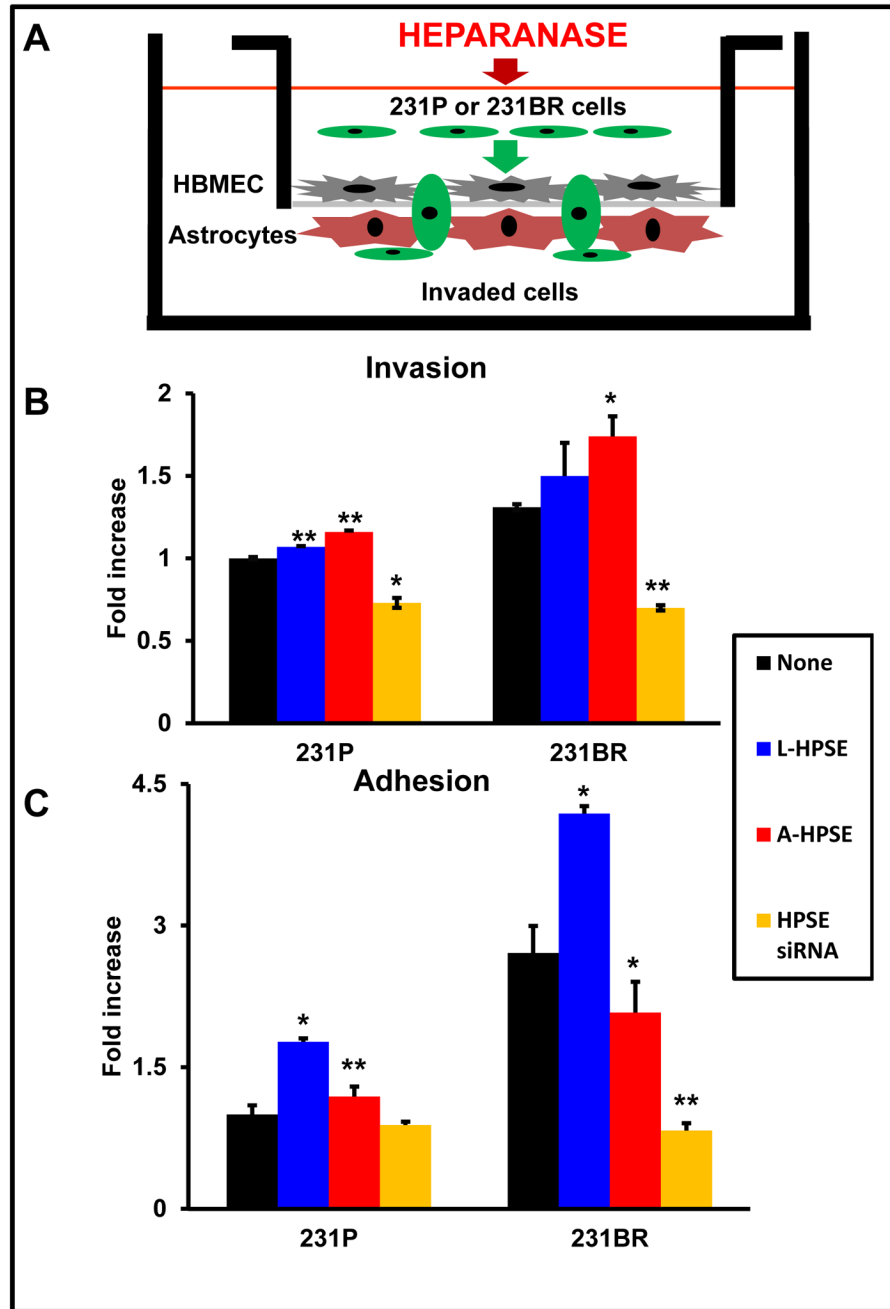 A
HEPARANASE
231P or 231BR cells
HBMEC
Astrocytes
Invaded cells
B
Invasion
Fold increase
2
1.5
1
0.5
0
**
**
*
*
**
231P
231BR
None
L-HPSE
A-HPSE
HPSE
siRNA
C
Adhesion
Fold increase
4.5
3
1.5
0
*
**
*
*
**
231P
231BR